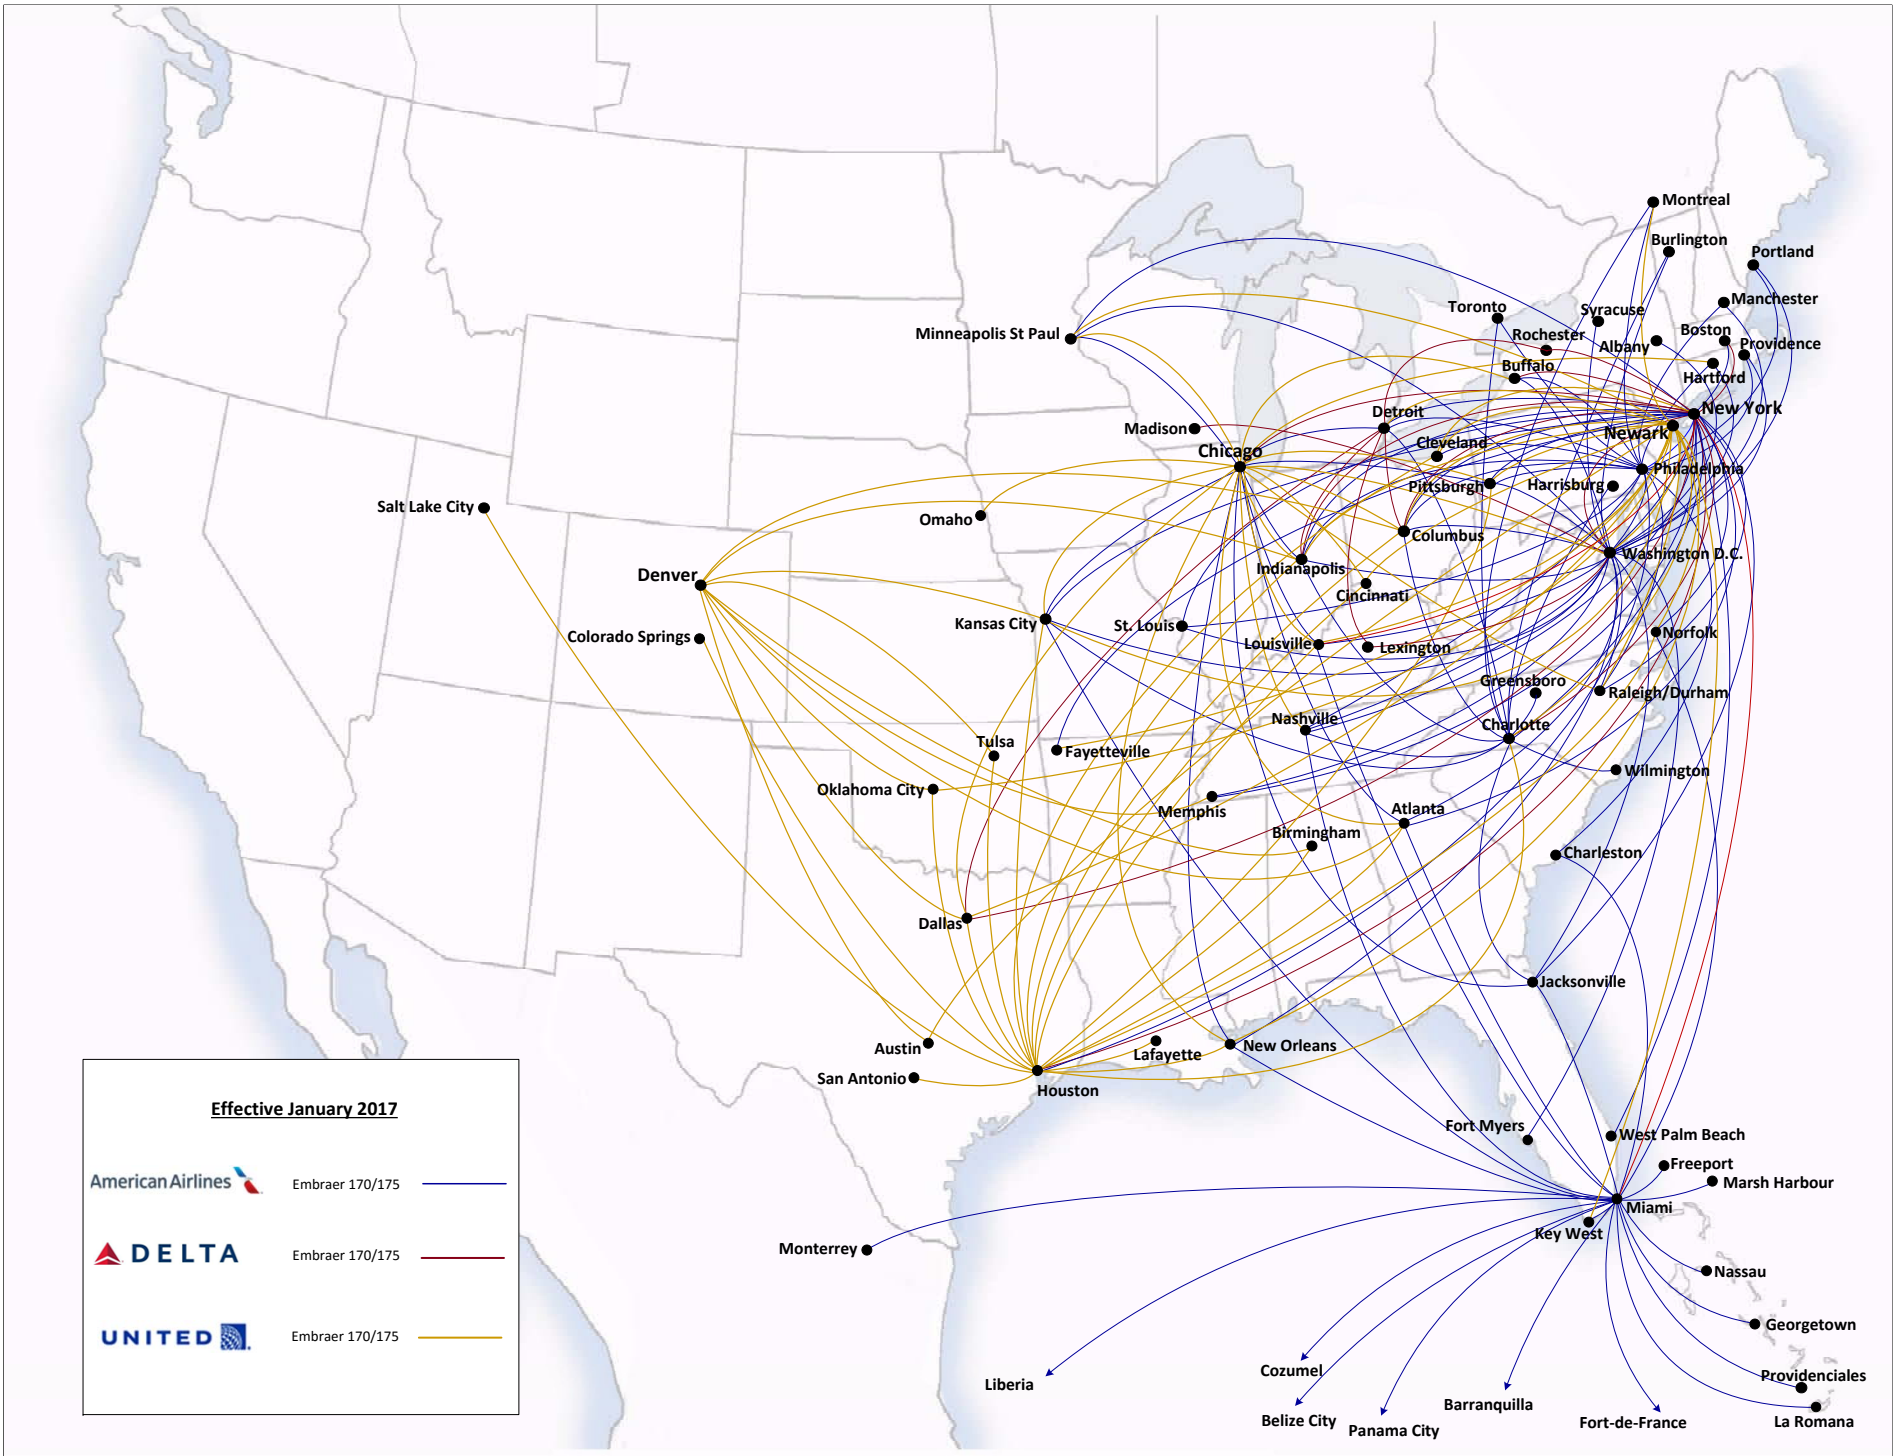 Montreal
Burlington
Portland
Manchester
Toronto
Syracuse
Rochester
Boston
Albany
Providence
Minneapolis St Paul
Buffalo
Hartford
Detroit
New York
Madison
Newark
Cleveland
Chicago
Philadelphia
Pittsburgh
Harrisburg
Salt Lake City
Omaho
Columbus
Washington D.C.
Indianapolis
Denver
Cincinnati
Kansas City
St. Louis
Norfolk
Colorado Springs
Louisville
Lexington
Greensboro
Raleigh/Durham
Nashville
Charlotte
Tulsa
Fayetteville
Wilmington
Oklahoma City
Memphis
Atlanta
Birmingham
Charleston
Dallas
Jacksonville
Austin
Lafayette
New Orleans
San Antonio
Houston
Effective January 2017
Fort Myers
West Palm Beach
Freeport
American Airlines
Embraer 170/175
Marsh Harbour
Miami
Key West
Monterrey
DELTA
Embraer 170/175
Nassau
Georgetown
UNITED
Embraer 170/175
Cozumel
Providenciales
Liberia
Barranquilla
Belize City
Panama City
Fort-de-France
La Romana